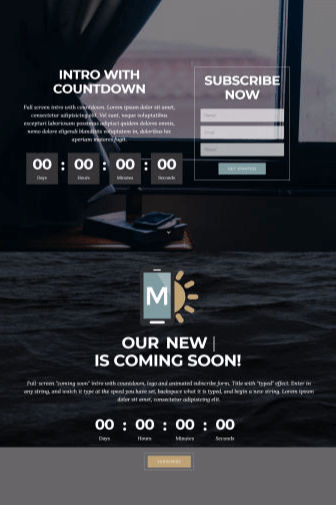 INTRO WITH
COUNTDOWN
Full screen intro with countdown. Lorem ipsum dolor sit amet,
consectetur adipisicing elit. Vel sunt, neque voluptatibus
excepturi laboriosam possimus adipisci quidem dolores omnis,
nemo dolore eligendi blanditiis voluptatem in, doloribus hic
aperiam maiores fugit.
00 : 00 : 00 : 00
Days Hours Minutes Seconds
SUBSCRIBE
NOW
Name
Email
Phone
GET STARTED
M
OUR NEW |
IS COMING SOON!
Full-screen "coming soon" intro with countdown, logo and animated subscribe form. Title with "typed" effect. Enter in
any string, and watch it type at the speed you have set, backspace what it is typed, and begin a new string. Lorem ipsum
dolor sit amet, consectetur adipisicing elit.
00 : 00 : 00 : 00
Days Hours Minutes Seconds
SUBSCRIBE